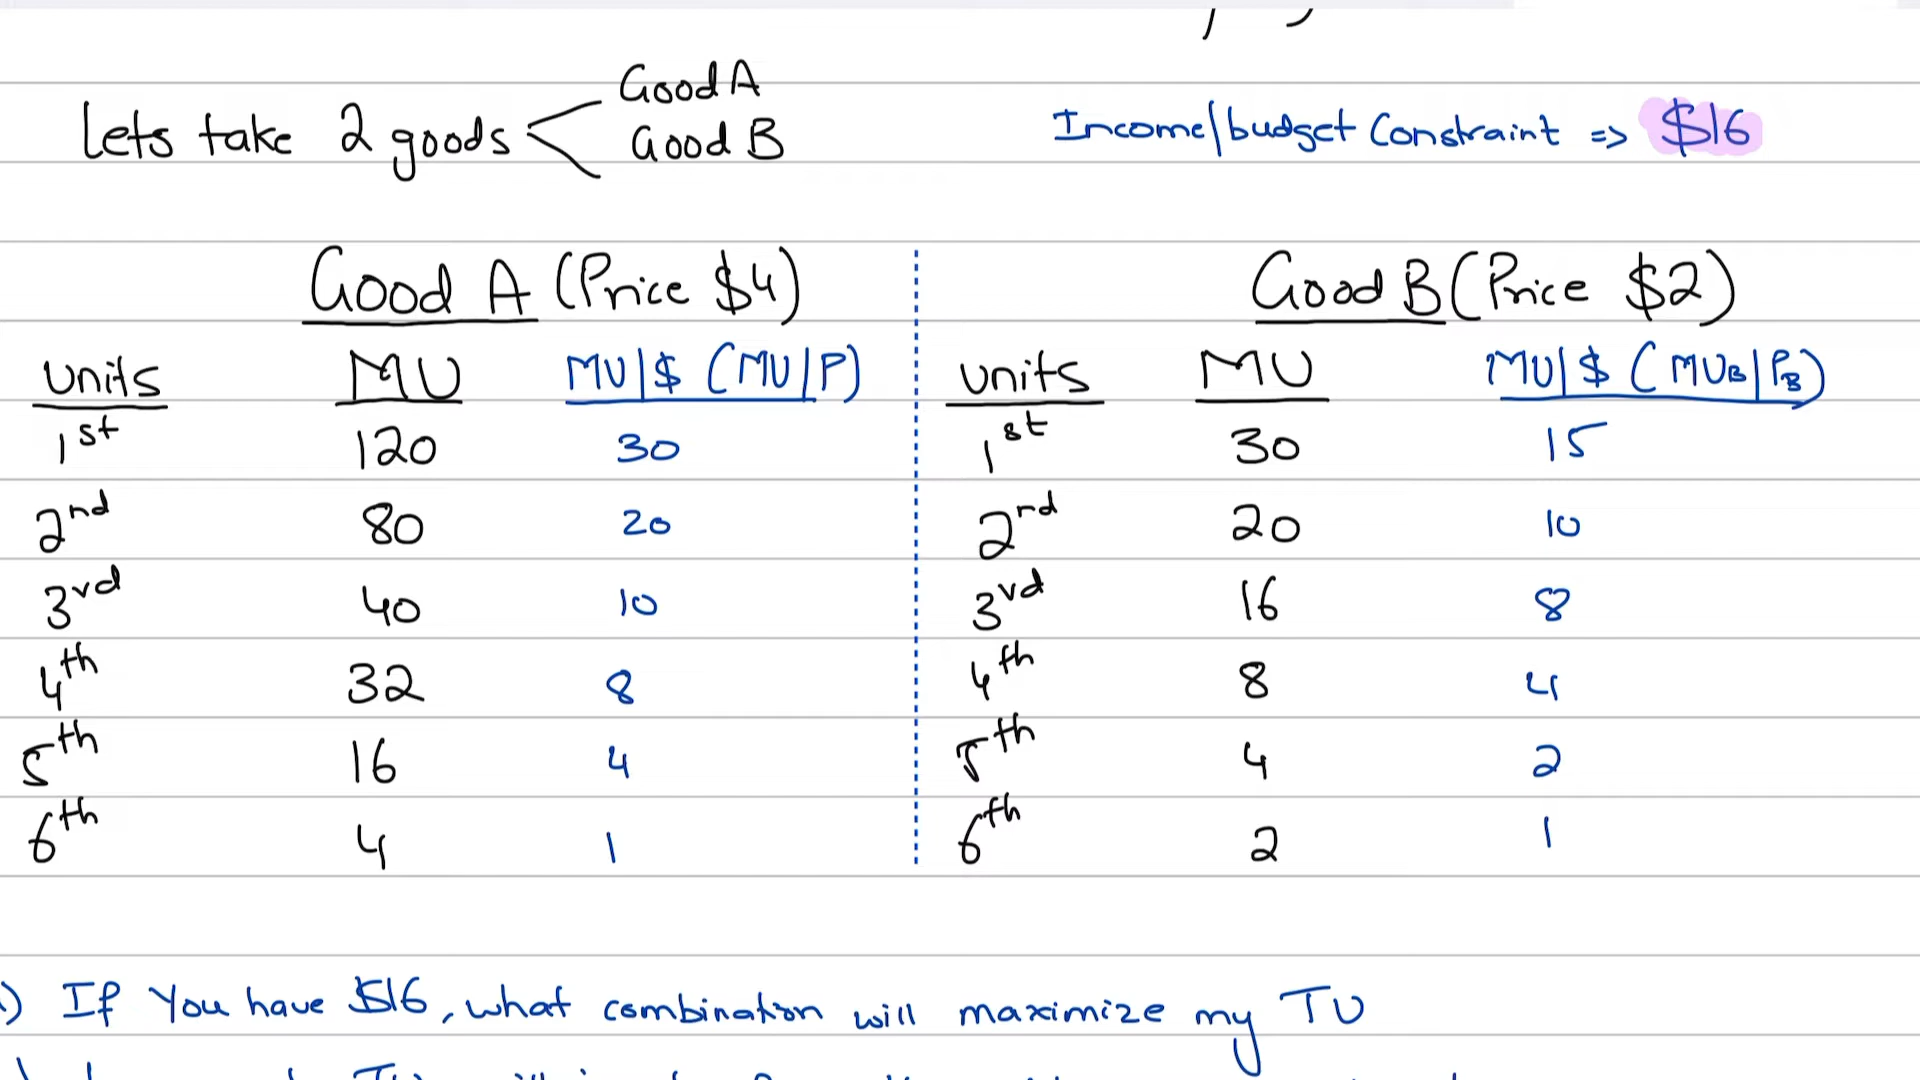 Lets take 2 goods < Good A
Good B
Income/budget Constraint => $16
Good A (Price $4)
Good B (Price $2)
units MU MU/$ (MU/P) units MU MU/$ (MUB/PB)
1st 120 30 1st 30 15
2nd 80 20 2nd 20 10
3rd 40 10 3rd 16 8
4th 32 8 4th 8 4
5th 16 4 5th 4 2
6th 4 1 6th 2 1
) If You have $16, what combination will maximize my TU